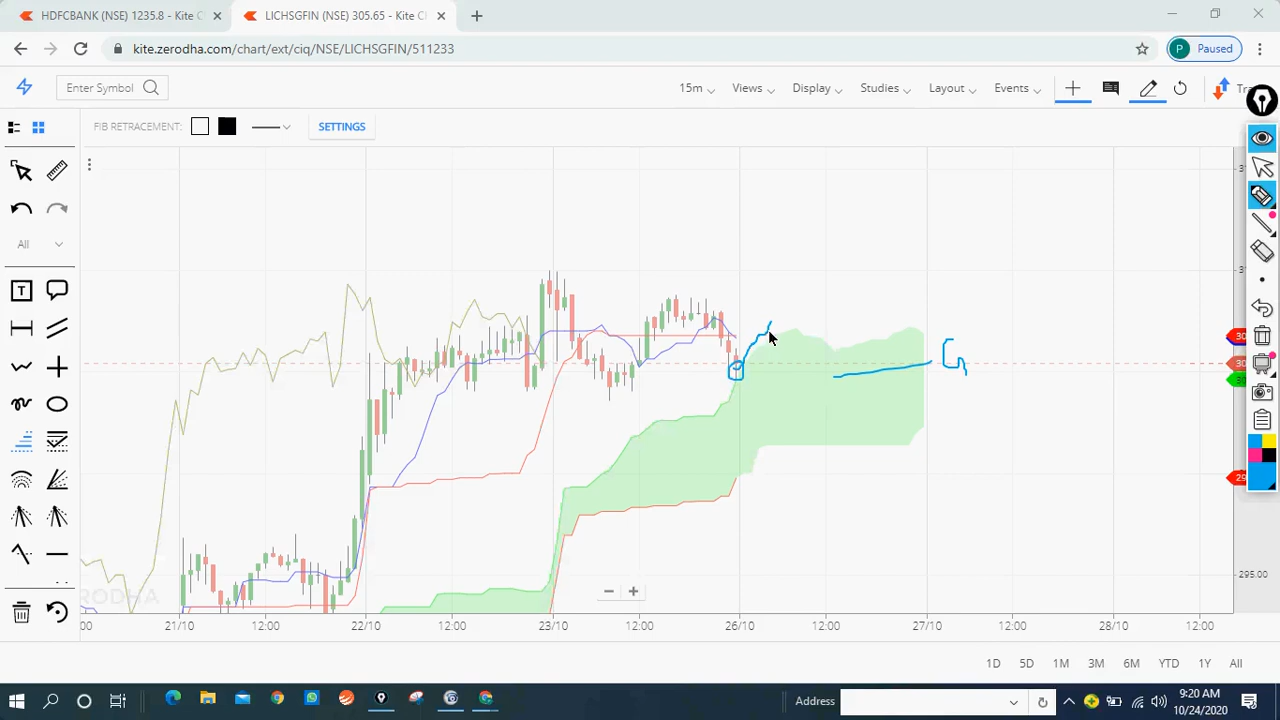 HDFCBANK (NSE) 1235.8 - Kite C
LICHSGFIN (NSE) 305.65 - Kite C
kite.zerodha.com/chart/ext/ciq/NSE/LICHSGFIN/511233
P Paused
Enter Symbol
15m Views Display Studies Layout Events Tra
FIB RETRACEMENT: SETTINGS
All
T
295.00
21/10 12:00 22/10 12:00 23/10 12:00 26/10 12:00 27/10 12:00 28/10 12:00
1D 5D 1M 3M 6M YTD 1Y All
Address
9:20 AM
10/24/2020